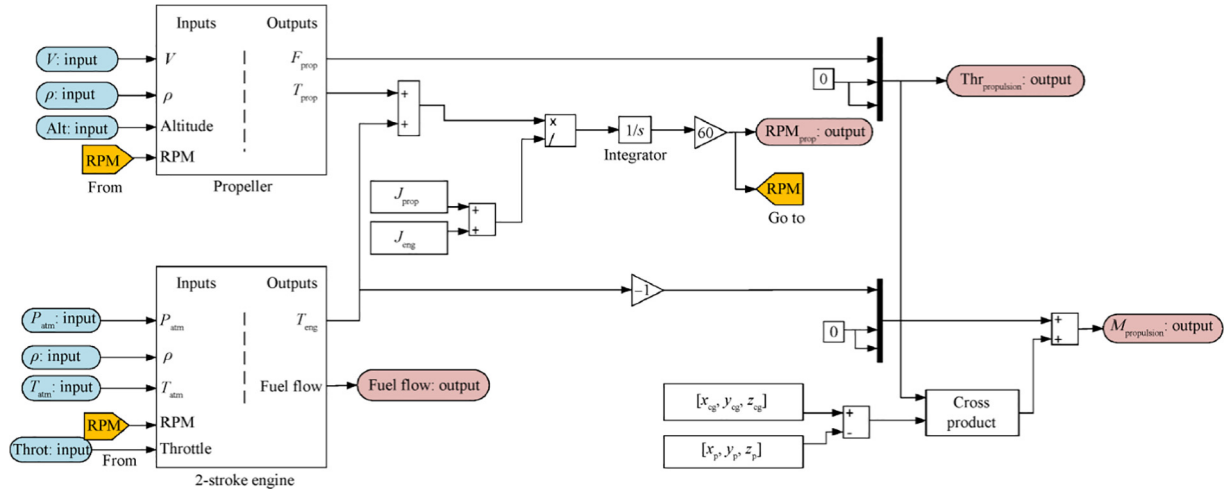 Inputs Outputs
V: input
V
F_prop
ρ: input
ρ
T_prop
Alt: input
Altitude
RPM
RPM
From
Propeller
+
+
J_prop
J_eng
+
+
×
/
1/s
Integrator
60
0
Thr_propulsion: output
RPM_prop: output
RPM
Go to
Inputs Outputs
P_atm: input
P_atm
T_eng
ρ: input
ρ
T_atm: input
T_atm
Fuel flow
Fuel flow: output
RPM
RPM
Throt: input
Throttle
From
2-stroke engine
−1
0
[x_cg, y_cg, z_cg]
[x_p, y_p, z_p]
+
-
Cross
product
+
+
M_propulsion: output